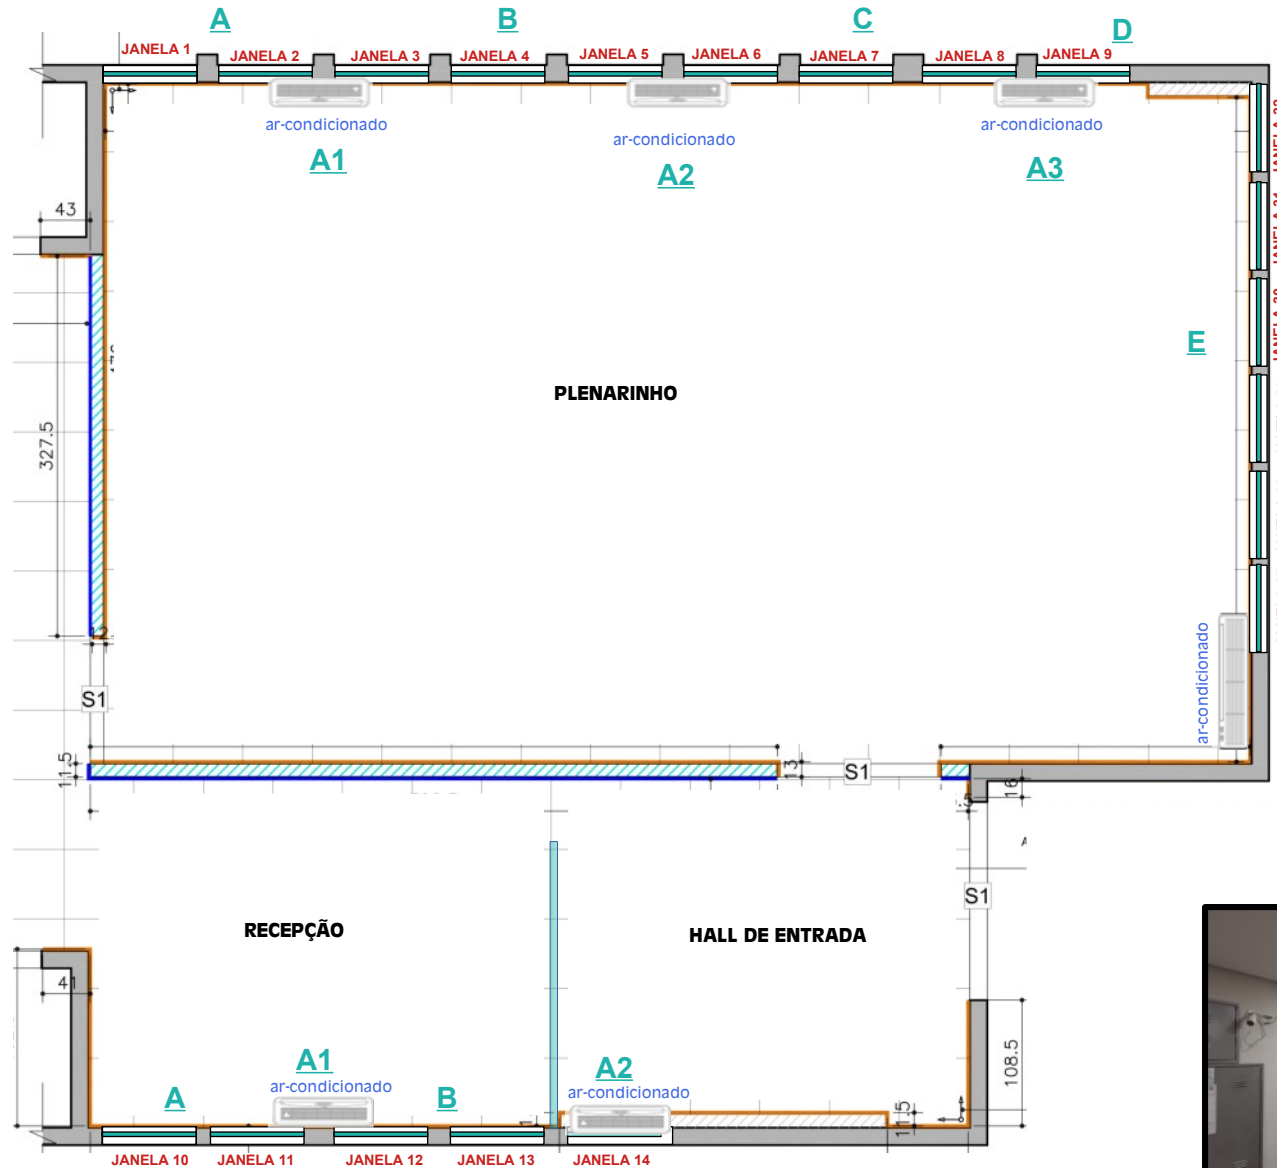 A
B
C
D
JANELA 1
JANELA 2
JANELA 3
JANELA 4
JANELA 5
JANELA 6
JANELA 7
JANELA 8
JANELA 9
ar-condicionado
ar-condicionado
ar-condicionado
A1
A2
A3
43
E
PLENARINHO
327.5
S1
ar-condicionado
11.5
13
S1
16
S1
RECEPÇÃO
HALL DE ENTRADA
41
108.5
A1
ar-condicionado
A2
ar-condicionado
A
B
11.5
JANELA 10
JANELA 11
JANELA 12
JANELA 13
JANELA 14